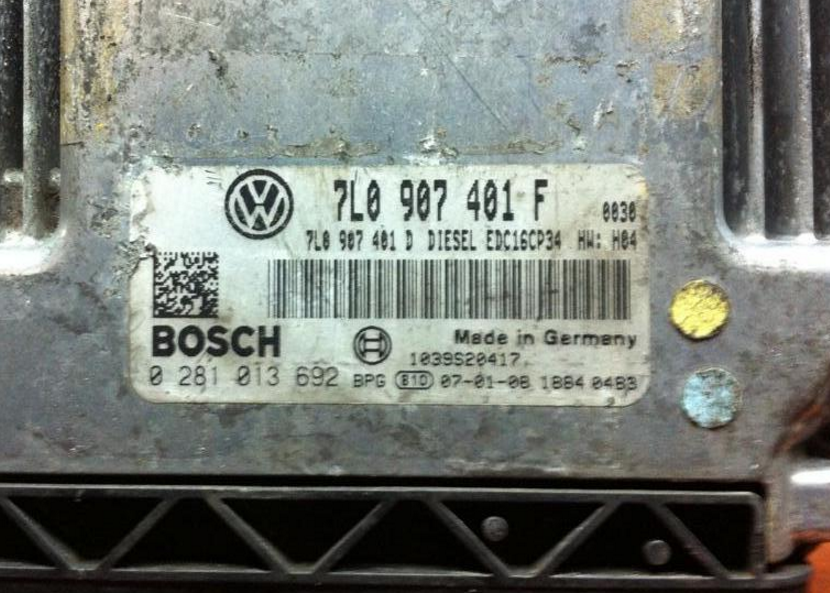 7L0 907 401 F 0030
7L0 907 401 D DIESEL EDC16CP34 HW: H04
BOSCH
Made in Germany
1039S20417
0 281 013 692 BPG 810 07-01-08 1884 0483